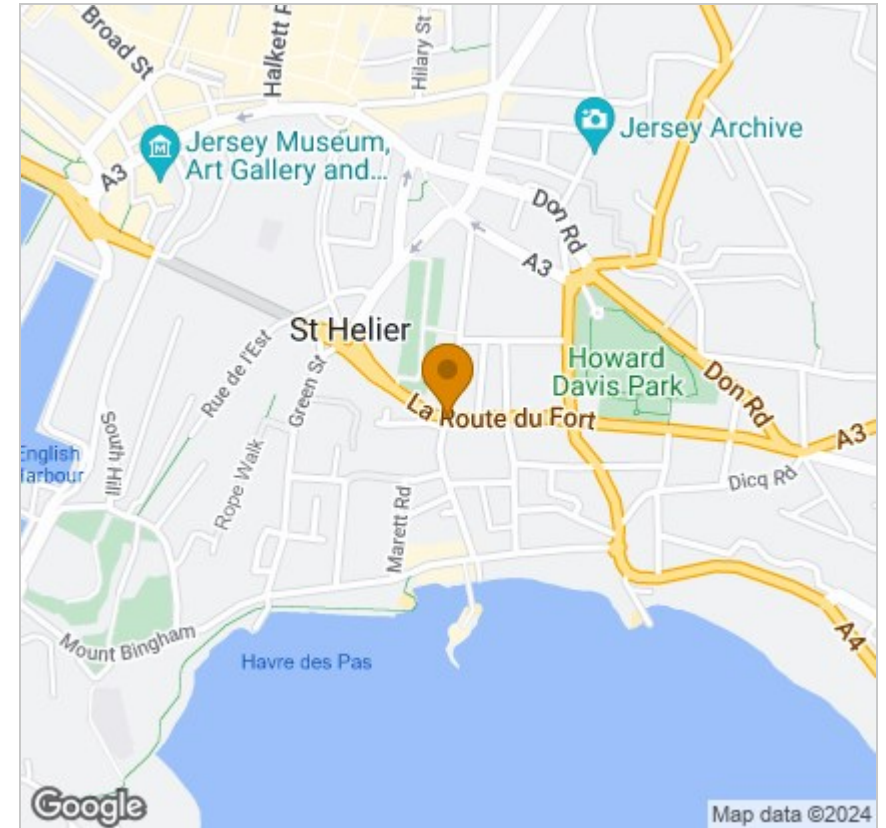 Broad St
Halkett P
Hilary St
Jersey Museum,
Art Gallery and...
Jersey Archive
A3
Don Rd
A3
St Helier
Rue de l'Est
Green St
Howard
Davis Park
Don Rd
La Route du Fort
A3
South Hill
English
Harbour
Rope Walk
Marett Rd
Dicq Rd
Mount Bingham
Havre des Pas
A4
Google
Map data ©2024